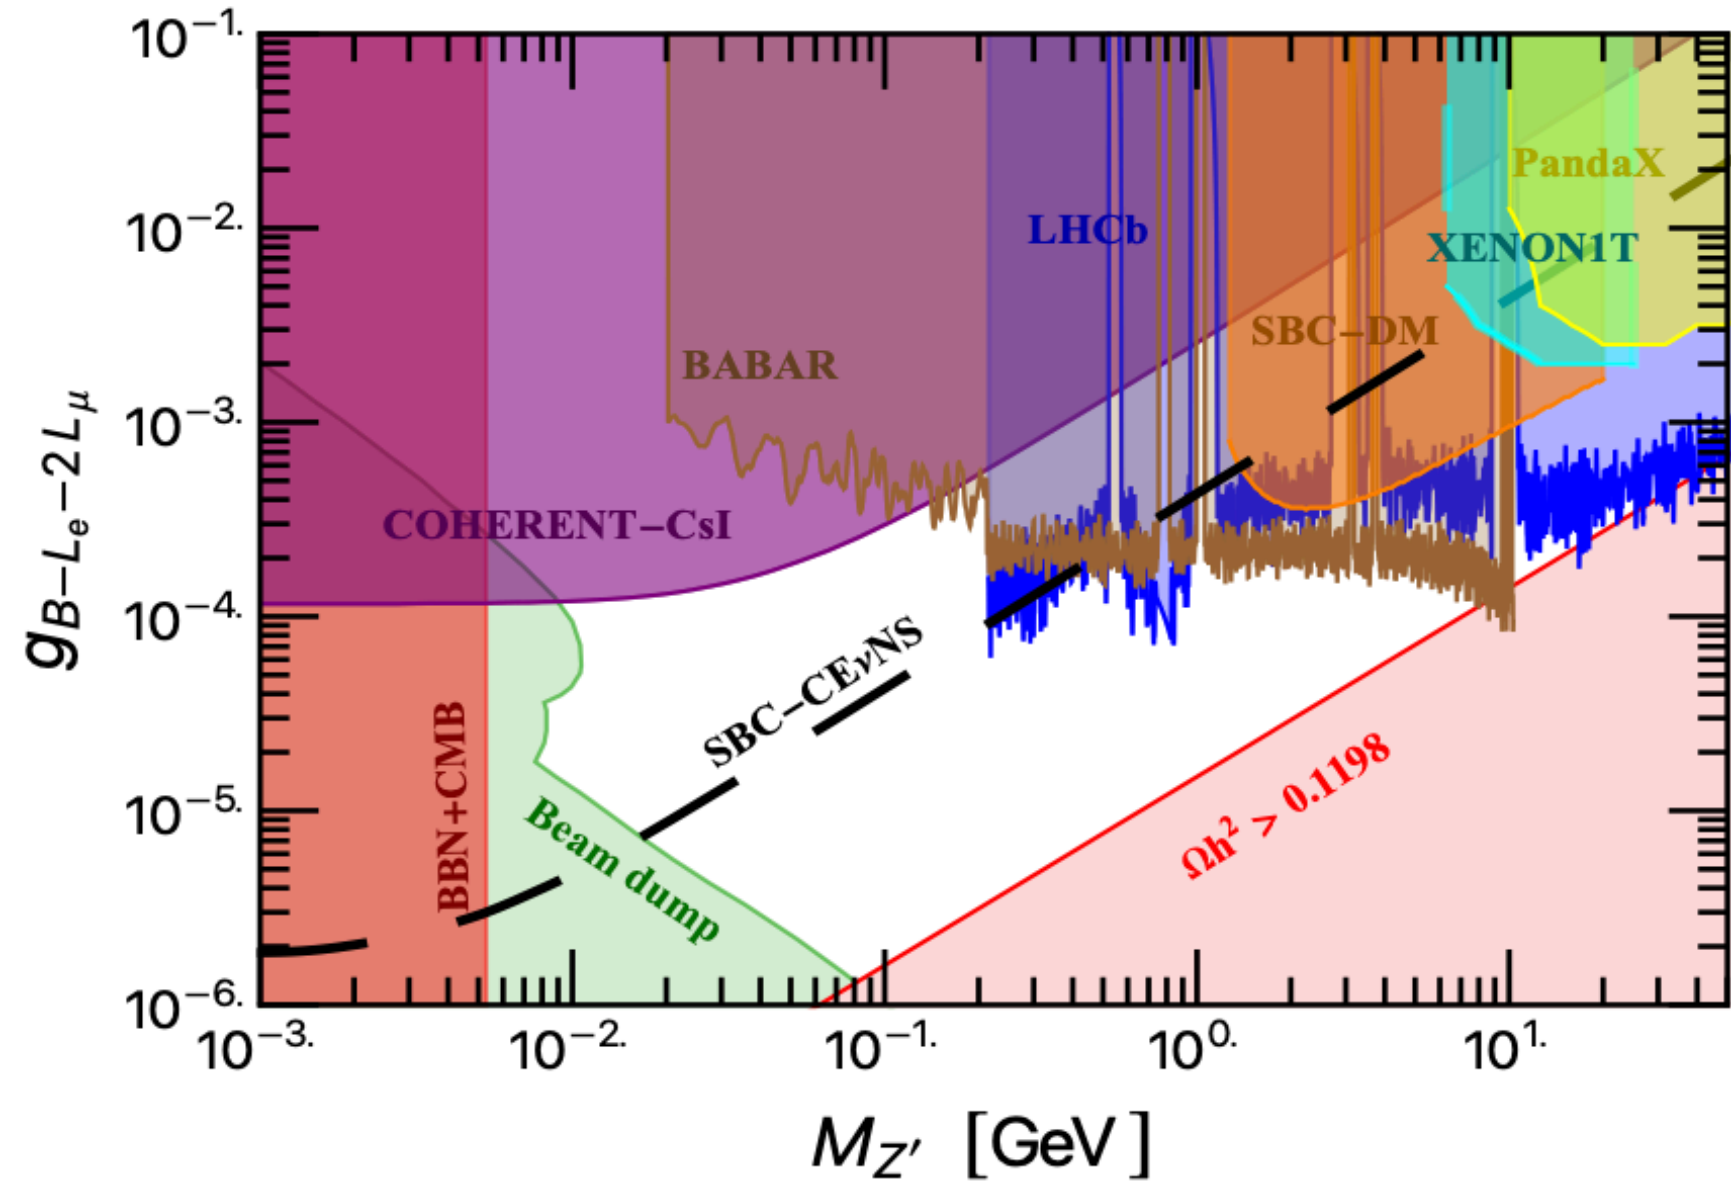 10⁻¹·
10⁻²·
10⁻³·
10⁻⁴·
10⁻⁵·
10⁻⁶·
g_{B−L_e−2L_μ}
PandaX
LHCb
XENON1T
SBC−DM
BABAR
COHERENT−CsI
SBC−CEνNS
BBN+CMB
Beam dump
Ωh² > 0.1198
10⁻³· 10⁻²· 10⁻¹· 10⁰· 10¹·
M_{Z′} [GeV]